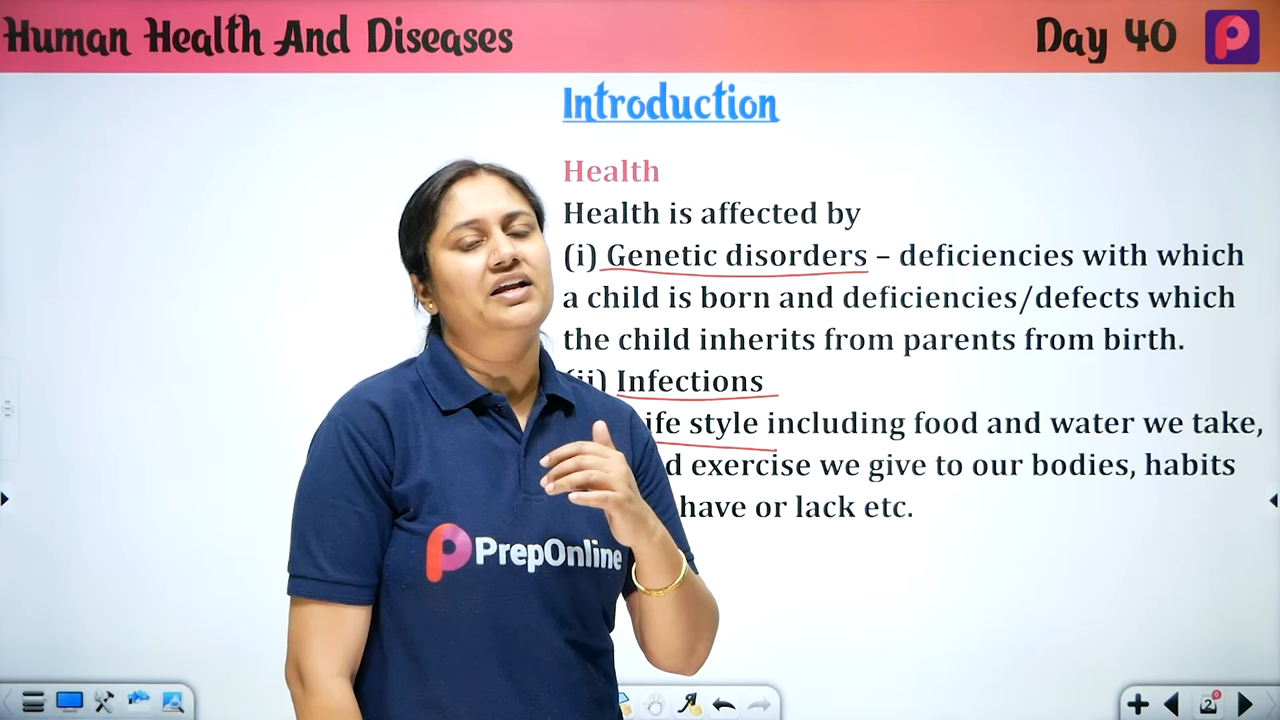 Human Health And Diseases
Day 40
Introduction
Health
Health is affected by
(i) Genetic disorders – deficiencies with which
a child is born and deficiencies/defects which
the child inherits from parents from birth.
(ii) Infections
style including food and water we take,
exercise we give to our bodies, habits
have or lack etc.
PrepOnline
2